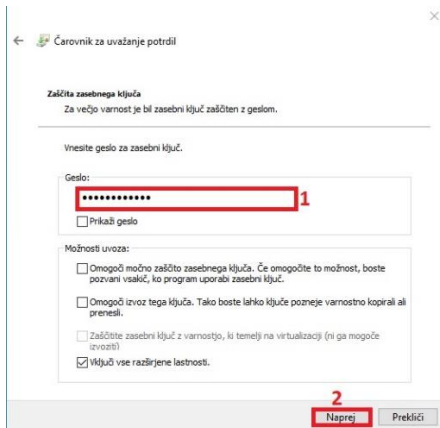 Čarovnik za uvažanje potrdil
Zaščita zasebnega ključa
Za večjo varnost je bil zasebni ključ zaščiten z geslom.
Vnesite geslo za zasebni ključ.
Geslo:
••••••••••••
1
Prikaži geslo
Možnosti uvoza:
Omogoči močno zaščito zasebnega ključa. Če omogočite to možnost, boste
pozvani vsakič, ko program uporabi zasebni ključ.
Omogoči izvoz tega ključa. Tako boste lahko ključe pozneje varnostno kopirali ali
prenesli.
Zaščitite zasebni ključ z varnostjo, ki temelji na virtualizaciji (ni ga mogoče
izvoziti)
Vključi vse razširjene lastnosti.
2
Naprej
Prekliči